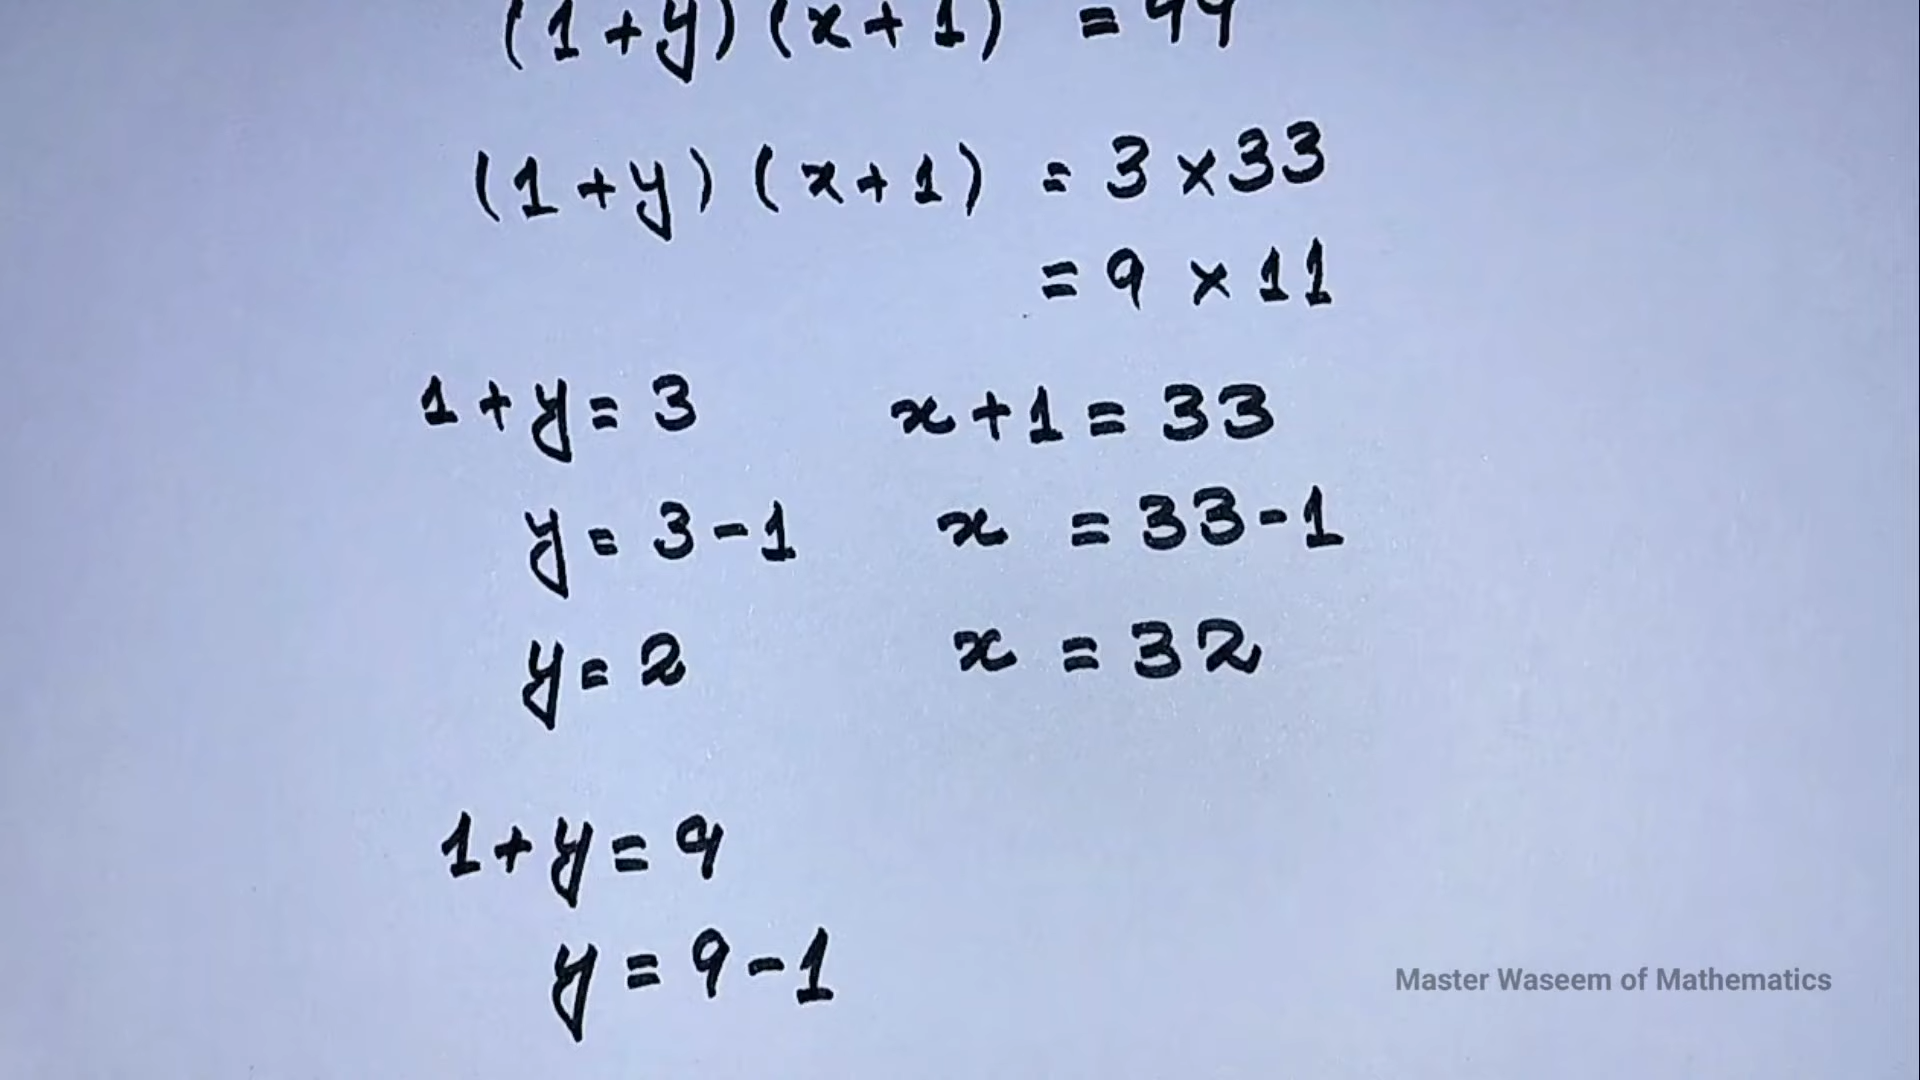 (1+y) (x+1) = 99
(1+y) (x+1) = 3 × 33
= 9 × 11
1+y = 3 x+1 = 33
y = 3-1 x = 33-1
y = 2 x = 32
1+y = 9
y = 9-1
Master Waseem of Mathematics